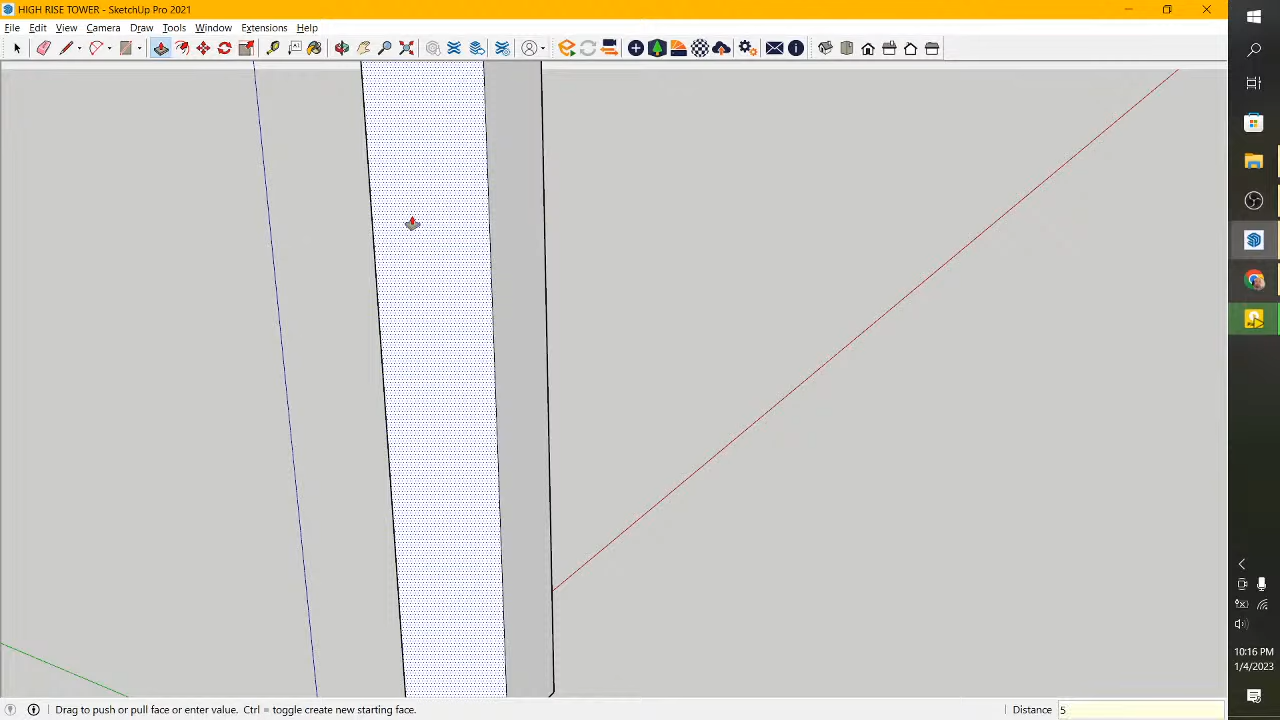 HIGH RISE TOWER - SketchUp Pro 2021
File Edit View Camera Draw Tools Window Extensions Help
Drag to push or pull face or enter value. Ctrl = toggle create new starting face.
Distance 5
10:16 PM
1/4/2023